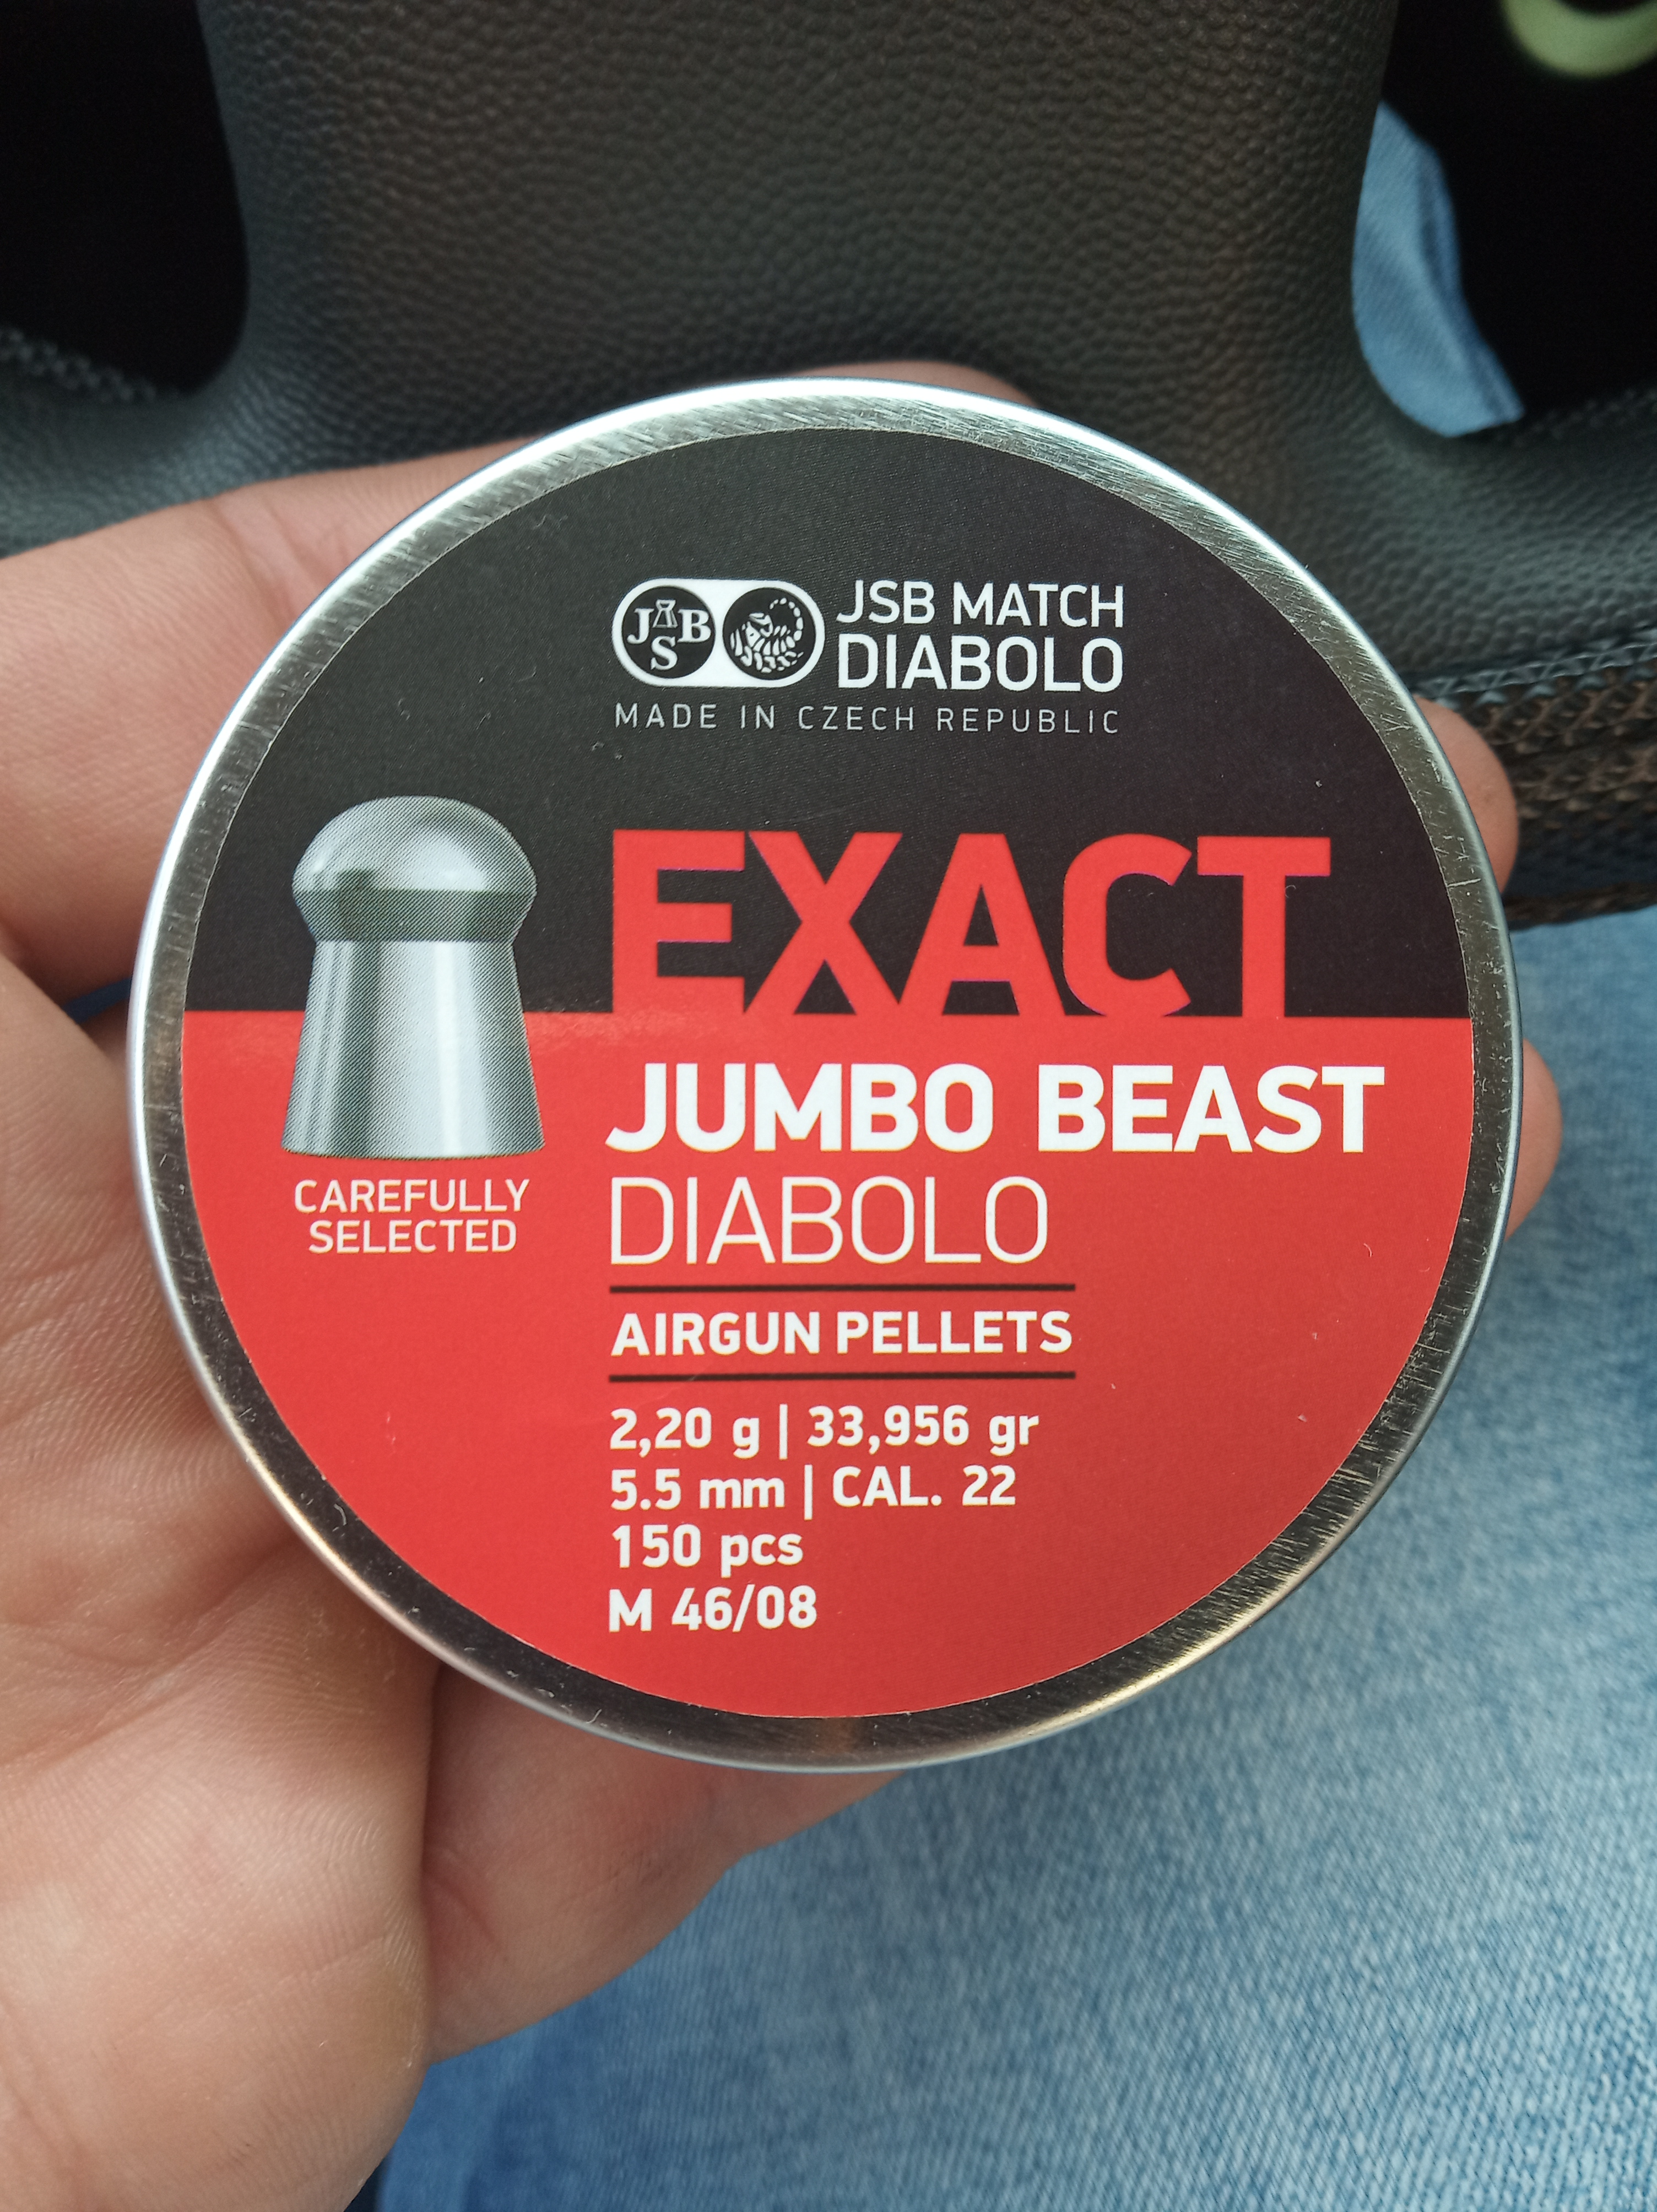 JSB
JSB MATCH
DIABOLO
MADE IN CZECH REPUBLIC
EXACT
JUMBO BEAST
DIABOLO
CAREFULLY
SELECTED
AIRGUN PELLETS
2,20 g | 33,956 gr
5.5 mm | CAL. 22
150 pcs
M 46/08